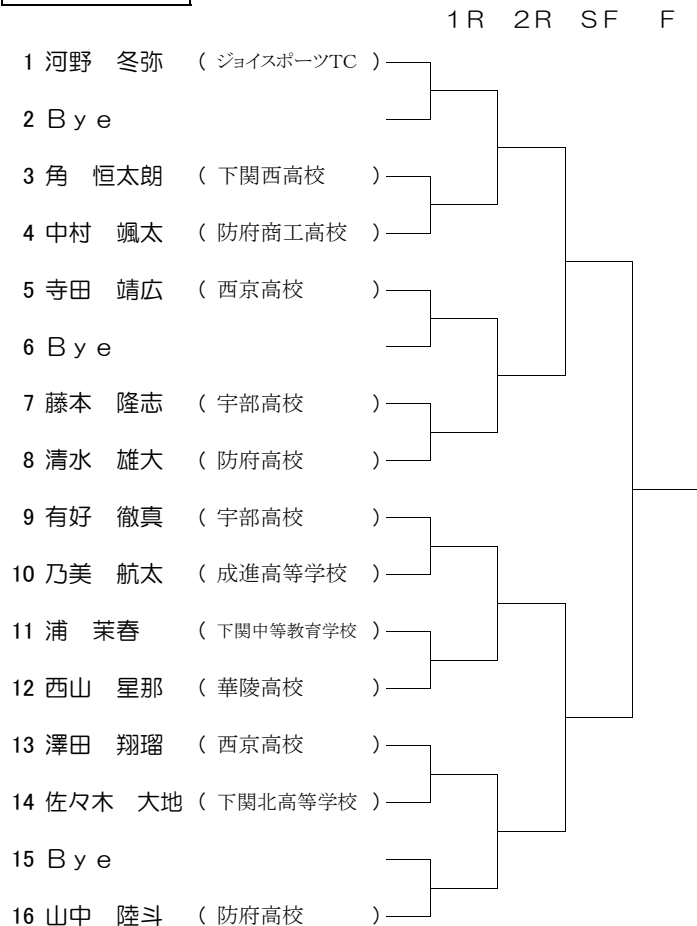 １Ｒ　２Ｒ　ＳＦ　Ｆ
1 河野　冬弥　( ジョイスポーツTC )
2 Ｂｙｅ
3 角　恒太朗　( 下関西高校 )
4 中村　颯太　( 防府商工高校 )
5 寺田　靖広　( 西京高校 )
6 Ｂｙｅ
7 藤本　隆志　( 宇部高校 )
8 清水　雄大　( 防府高校 )
9 有好　徹真　( 宇部高校 )
10 乃美　航太　( 成進高等学校 )
11 浦　茉春　( 下関中等教育学校 )
12 西山　星那　( 華陵高校 )
13 澤田　翔瑠　( 西京高校 )
14 佐々木　大地　( 下関北高等学校 )
15 Ｂｙｅ
16 山中　陸斗　( 防府高校 )